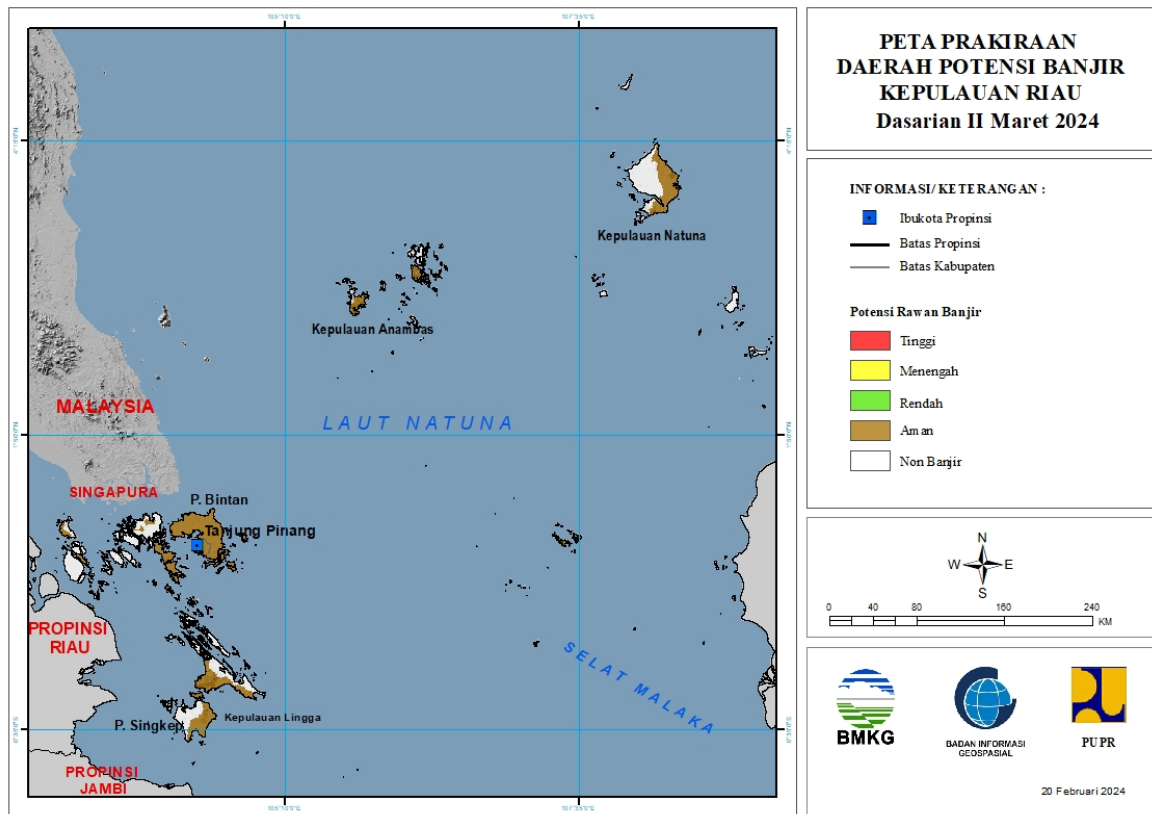 PETA PRAKIRAAN
DAERAH POTENSI BANJIR
KEPULAUAN RIAU
Dasarian II Maret 2024
INFORMASI/ KETERANGAN :
Ibukota Propinsi
Batas Propinsi
Batas Kabupaten
Potensi Rawan Banjir
Tinggi
Menengah
Rendah
Aman
Non Banjir
N
W E
S
0 40 80 160 240
KM
BMKG
BADAN INFORMASI
GEOSPASIAL
PUPR
20 Februari 2024
Kepulauan Natuna
Kepulauan Anambas
MALAYSIA
LAUT NATUNA
SINGAPURA
P. Bintan
Tanjung Pinang
PROPINSI
RIAU
SELAT MALAKA
P. Singkep
Kepulauan Lingga
PROPINSI
JAMBI